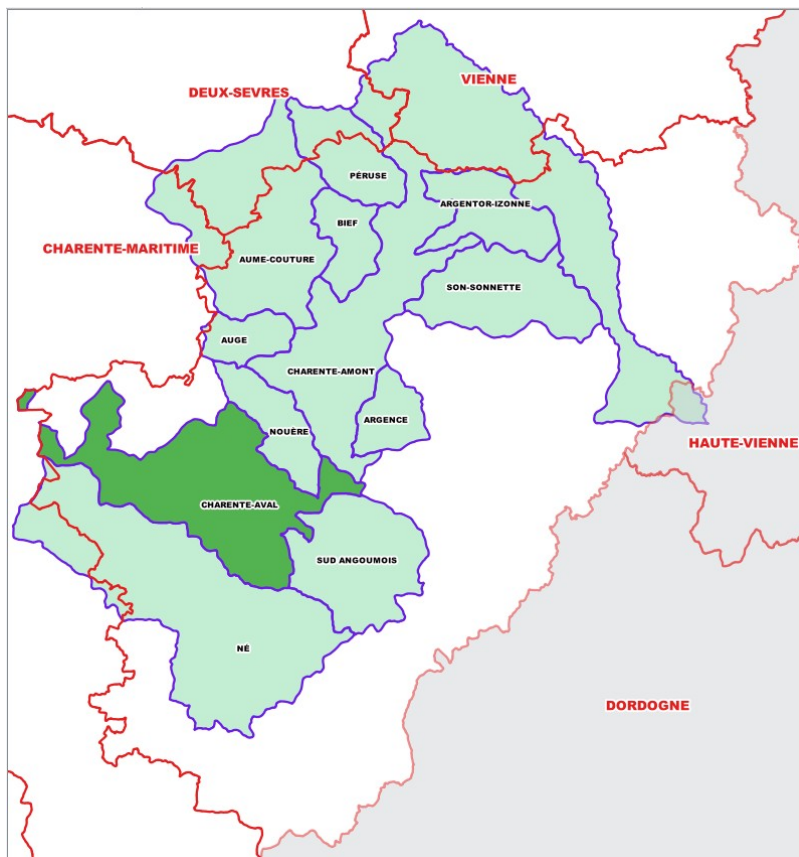 VIENNE
DEUX-SEVRES
PÉRUSE
ARGENTOR-IZONNE
BIEF
CHARENTE-MARITIME
AUME-COUTURE
SON-SONNETTE
AUGE
CHARENTE-AMONT
ARGENCE
NOUÈRE
HAUTE-VIENNE
CHARENTE-AVAL
SUD ANGOUMOIS
NÉ
DORDOGNE